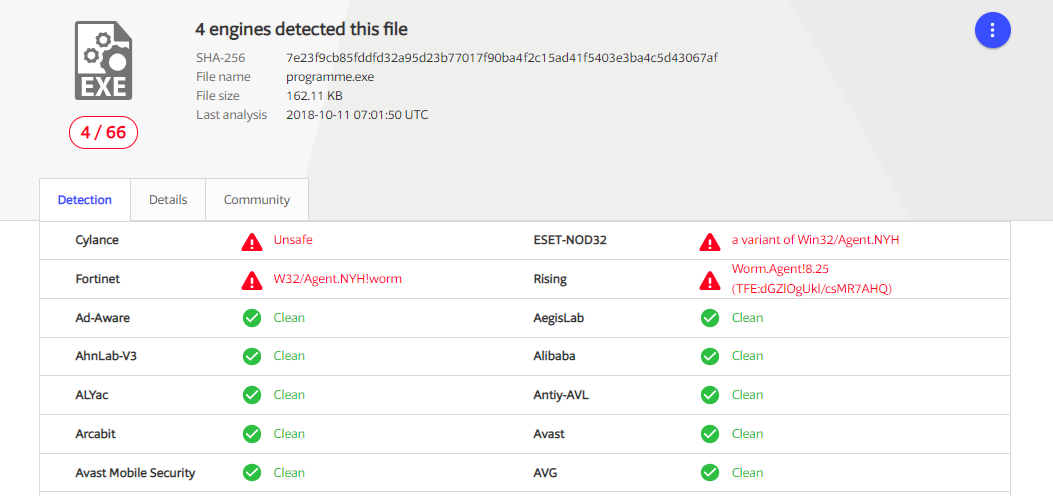 4 engines detected this file
SHA-256 7e23f9cb85fddfd32a95d23b77017f90ba4f2c15ad41f5403e3ba4c5d43067af
File name programme.exe
File size 162.11 KB
Last analysis 2018-10-11 07:01:50 UTC
EXE
4 / 66
Detection Details Community
Cylance Unsafe ESET-NOD32 a variant of Win32/Agent.NYH
Fortinet W32/Agent.NYH!worm Rising Worm.Agent!8.25
(TFE:dGZlOgUkl/csMR7AHQ)
Ad-Aware Clean AegisLab Clean
AhnLab-V3 Clean Alibaba Clean
ALYac Clean Antiy-AVL Clean
Arcabit Clean Avast Clean
Avast Mobile Security Clean AVG Clean